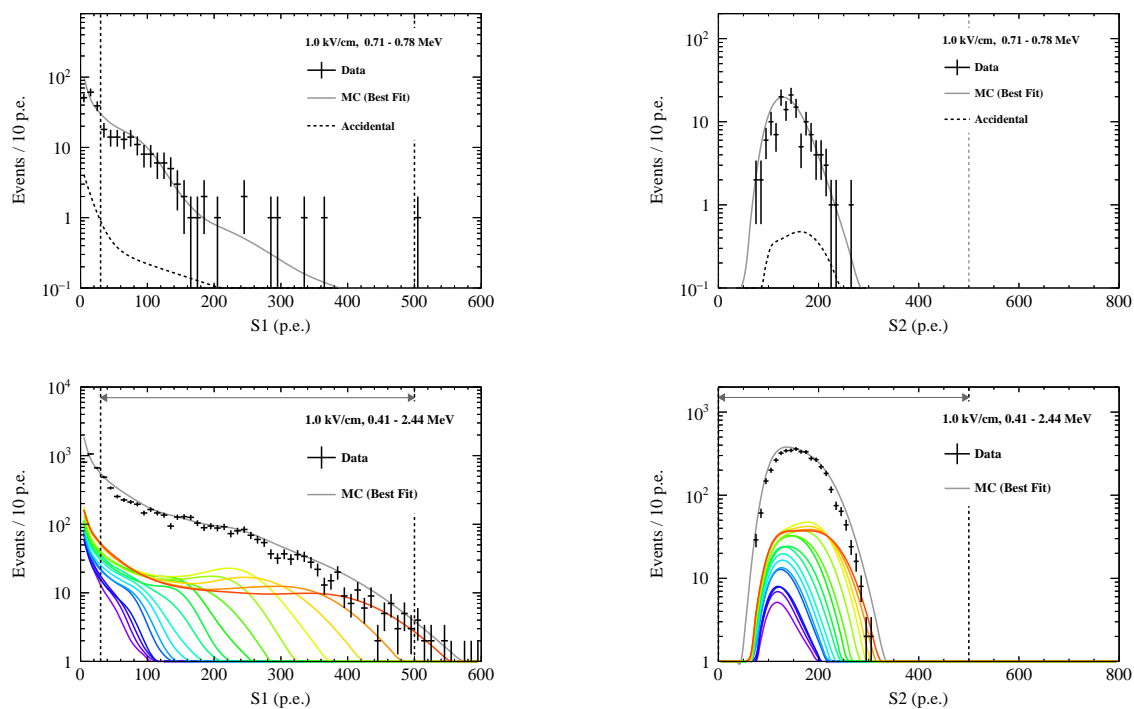 1.0 kV/cm, 0.71 - 0.78 MeV
Data
MC (Best Fit)
Accidental
Events / 10 p.e.
10²
10
1
10⁻¹
0 100 200 300 400 500 600
S1 (p.e.)
1.0 kV/cm, 0.71 - 0.78 MeV
Data
MC (Best Fit)
Accidental
Events / 10 p.e.
10²
10
1
10⁻¹
0 200 400 600 800
S2 (p.e.)
1.0 kV/cm, 0.41 - 2.44 MeV
Data
MC (Best Fit)
Events / 10 p.e.
10⁴
10³
10²
10
1
0 100 200 300 400 500 600
S1 (p.e.)
1.0 kV/cm, 0.41 - 2.44 MeV
Data
MC (Best Fit)
Events / 10 p.e.
10³
10²
10
1
0 200 400 600 800
S2 (p.e.)